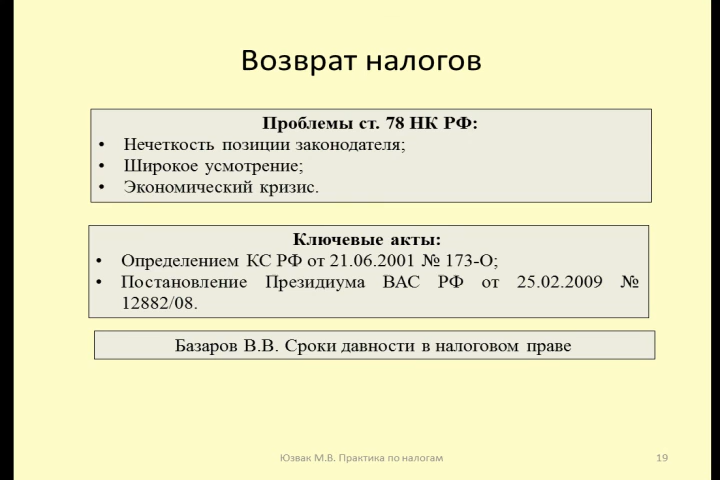 Возврат налогов
Проблемы ст. 78 НК РФ:
• Нечеткость позиции законодателя;
• Широкое усмотрение;
• Экономический кризис.
Ключевые акты:
• Определением КС РФ от 21.06.2001 № 173-О;
• Постановление Президиума ВАС РФ от 25.02.2009 №
12882/08.
Базаров В.В. Сроки давности в налоговом праве
Юзвак М.В. Практика по налогам
19